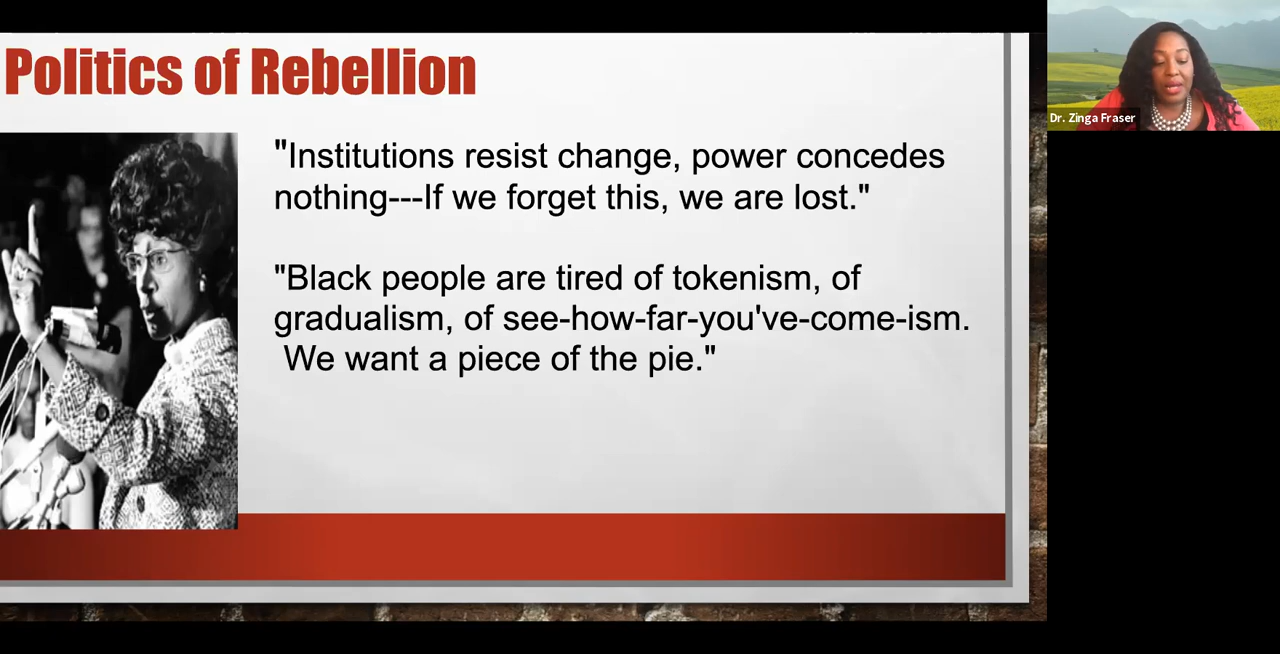 Politics of Rebellion
"Institutions resist change, power concedes
nothing---If we forget this, we are lost."
"Black people are tired of tokenism, of
gradualism, of see-how-far-you've-come-ism.
We want a piece of the pie."
Dr. Zinga Fraser